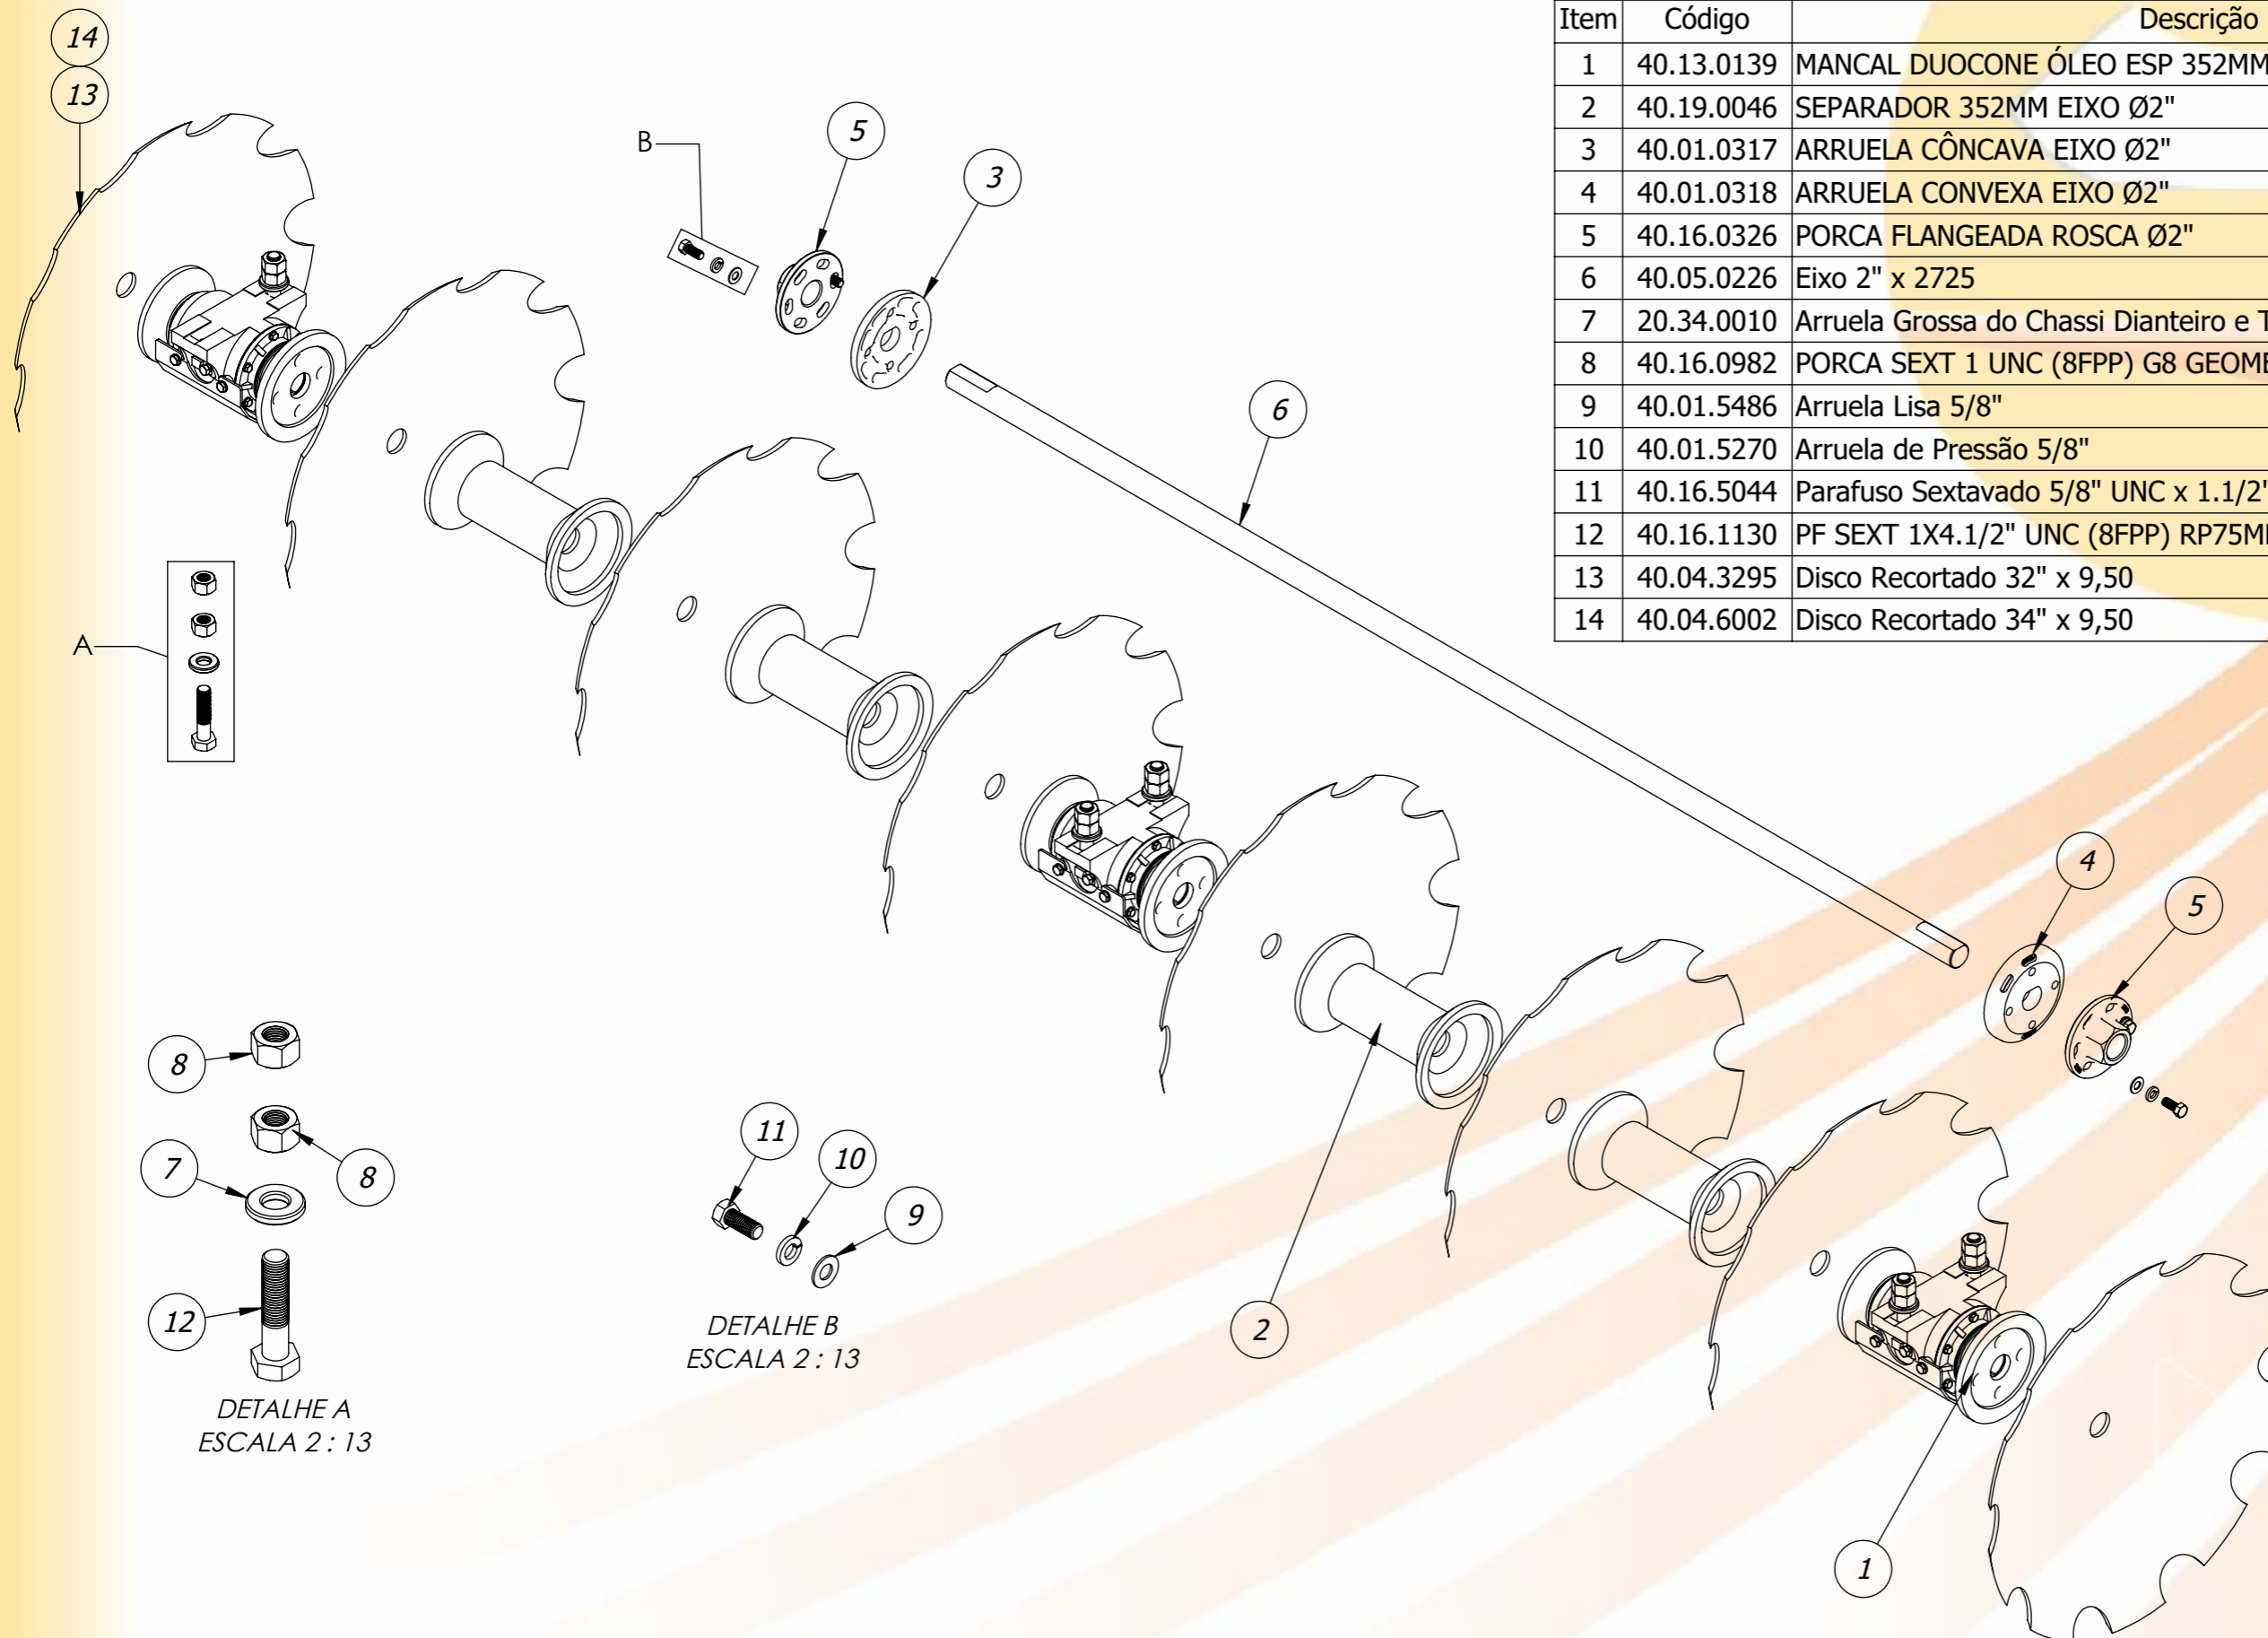 Item Código Descrição
1 40.13.0139 MANCAL DUOCONE ÓLEO ESP 352MM
2 40.19.0046 SEPARADOR 352MM EIXO Ø2"
3 40.01.0317 ARRUELA CÔNCAVA EIXO Ø2"
4 40.01.0318 ARRUELA CONVEXA EIXO Ø2"
5 40.16.0326 PORCA FLANGEADA ROSCA Ø2"
6 40.05.0226 Eixo 2" x 2725
7 20.34.0010 Arruela Grossa do Chassi Dianteiro e
8 40.16.0982 PORCA SEXT 1 UNC (8FPP) G8
9 40.01.5486 Arruela Lisa 5/8"
10 40.01.5270 Arruela de Pressão 5/8"
11 40.16.5044 Parafuso Sextavado 5/8" UNC x 1.1/2"
12 40.16.1130 PF SEXT 1X4.1/2" UNC (8FPP)
13 40.04.3295 Disco Recortado 32" x 9,50
14 40.04.6002 Disco Recortado 34" x 9,50
14
13
B
5
3
6
A
4
5
8
8
7
12
DETALHE A
ESCALA 2 : 13
11
10
9
DETALHE B
ESCALA 2 : 13
2
1